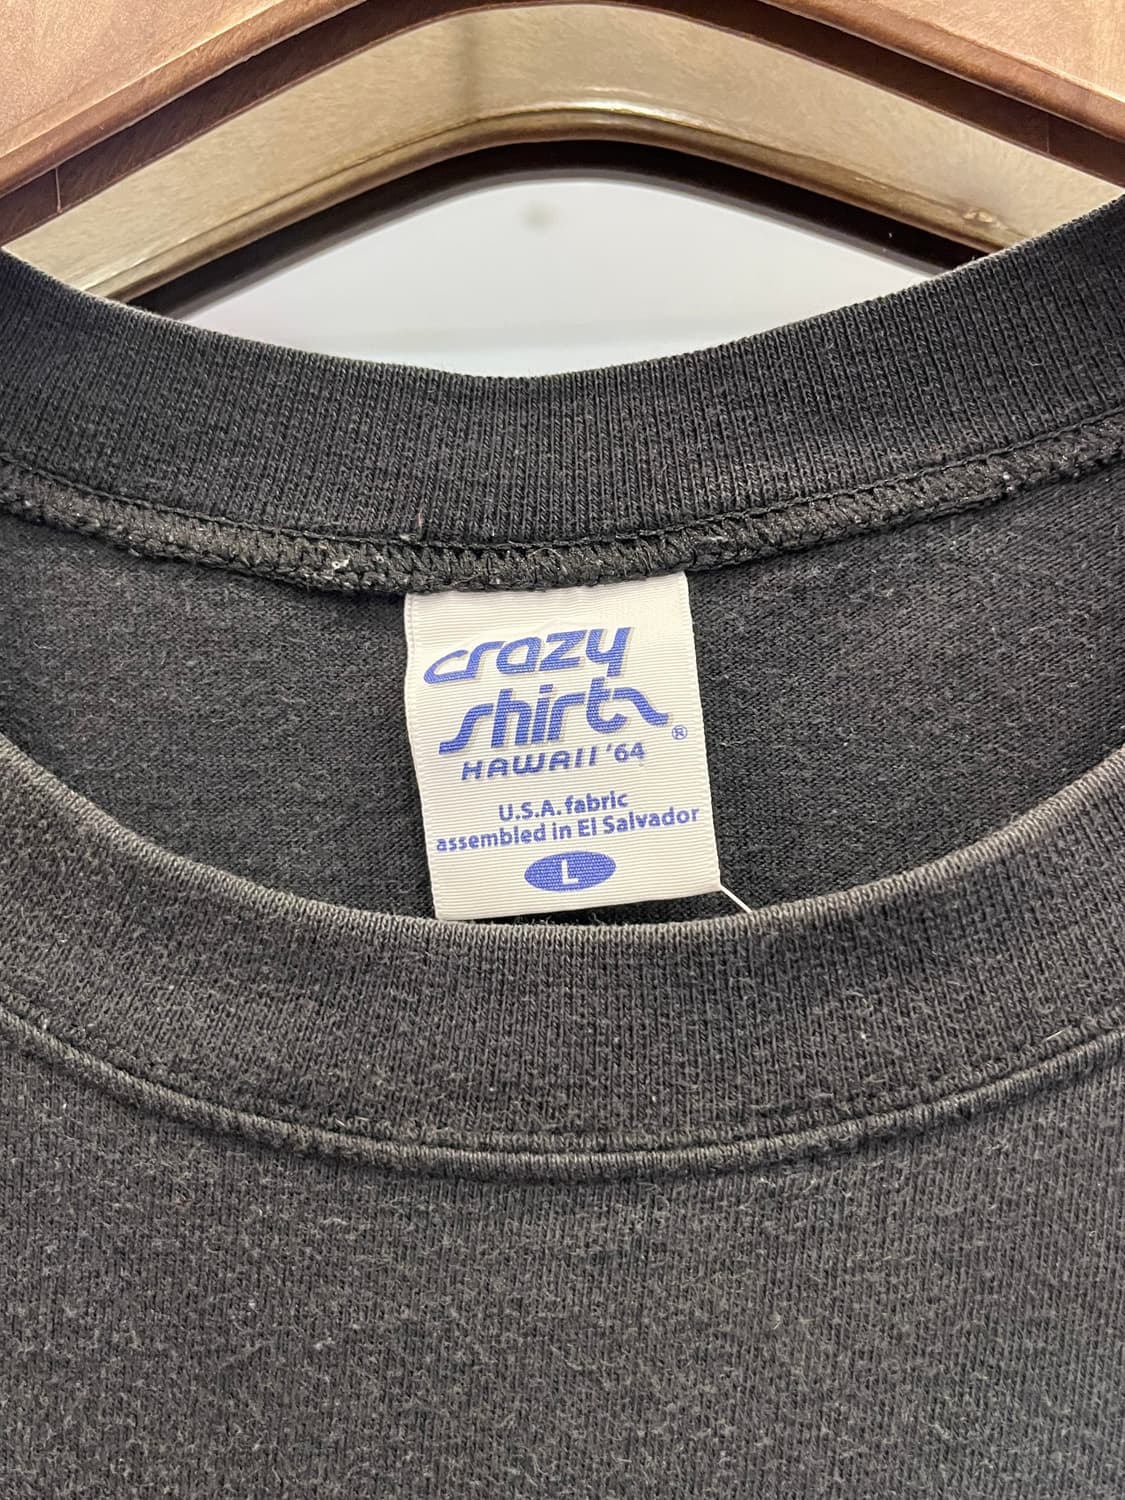 crazy
shirts®
HAWAII '64
U.S.A. fabric
assembled in El Salvador
L